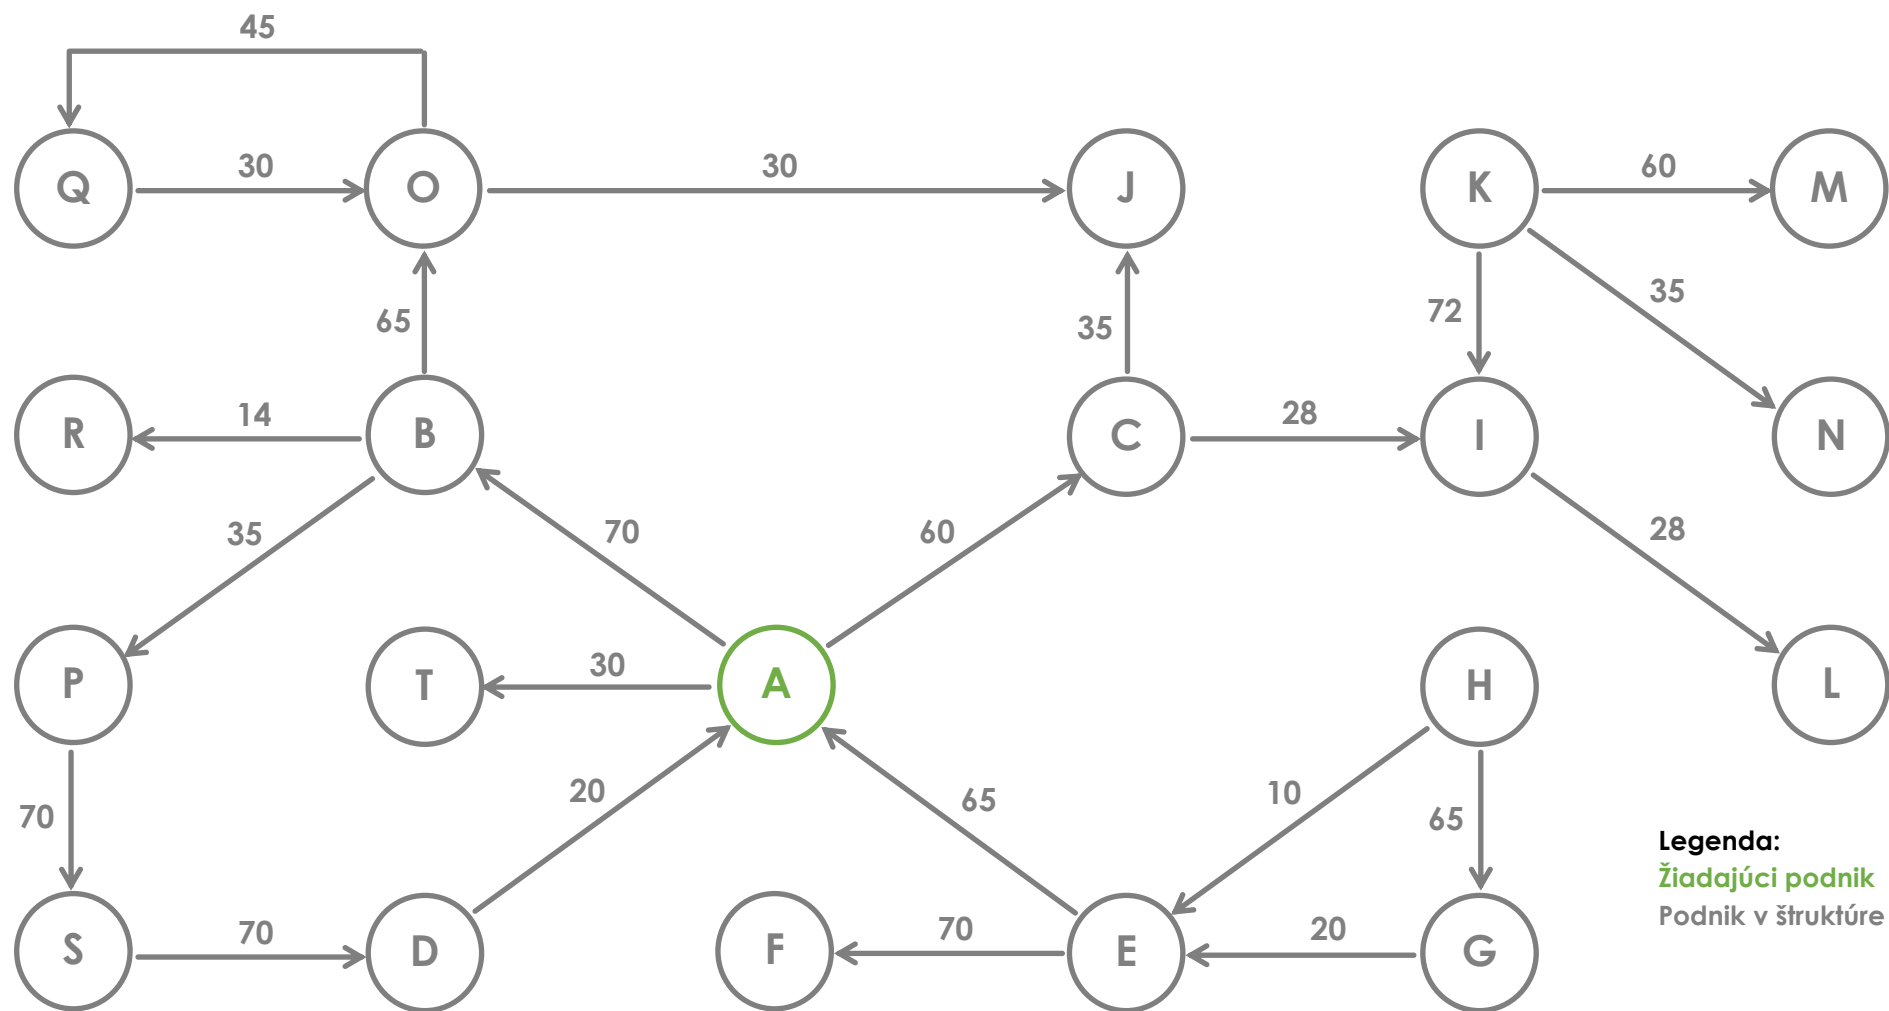 45
Q 30 O 30 J K 60 M
65 35 72 35
R 14 B C 28 I N
35 70 60 28
P T 30 A H L
70 20 65 10 65
S 70 D F 70 E 20 G
Legenda:
Žiadajúci podnik
Podnik v štruktúre